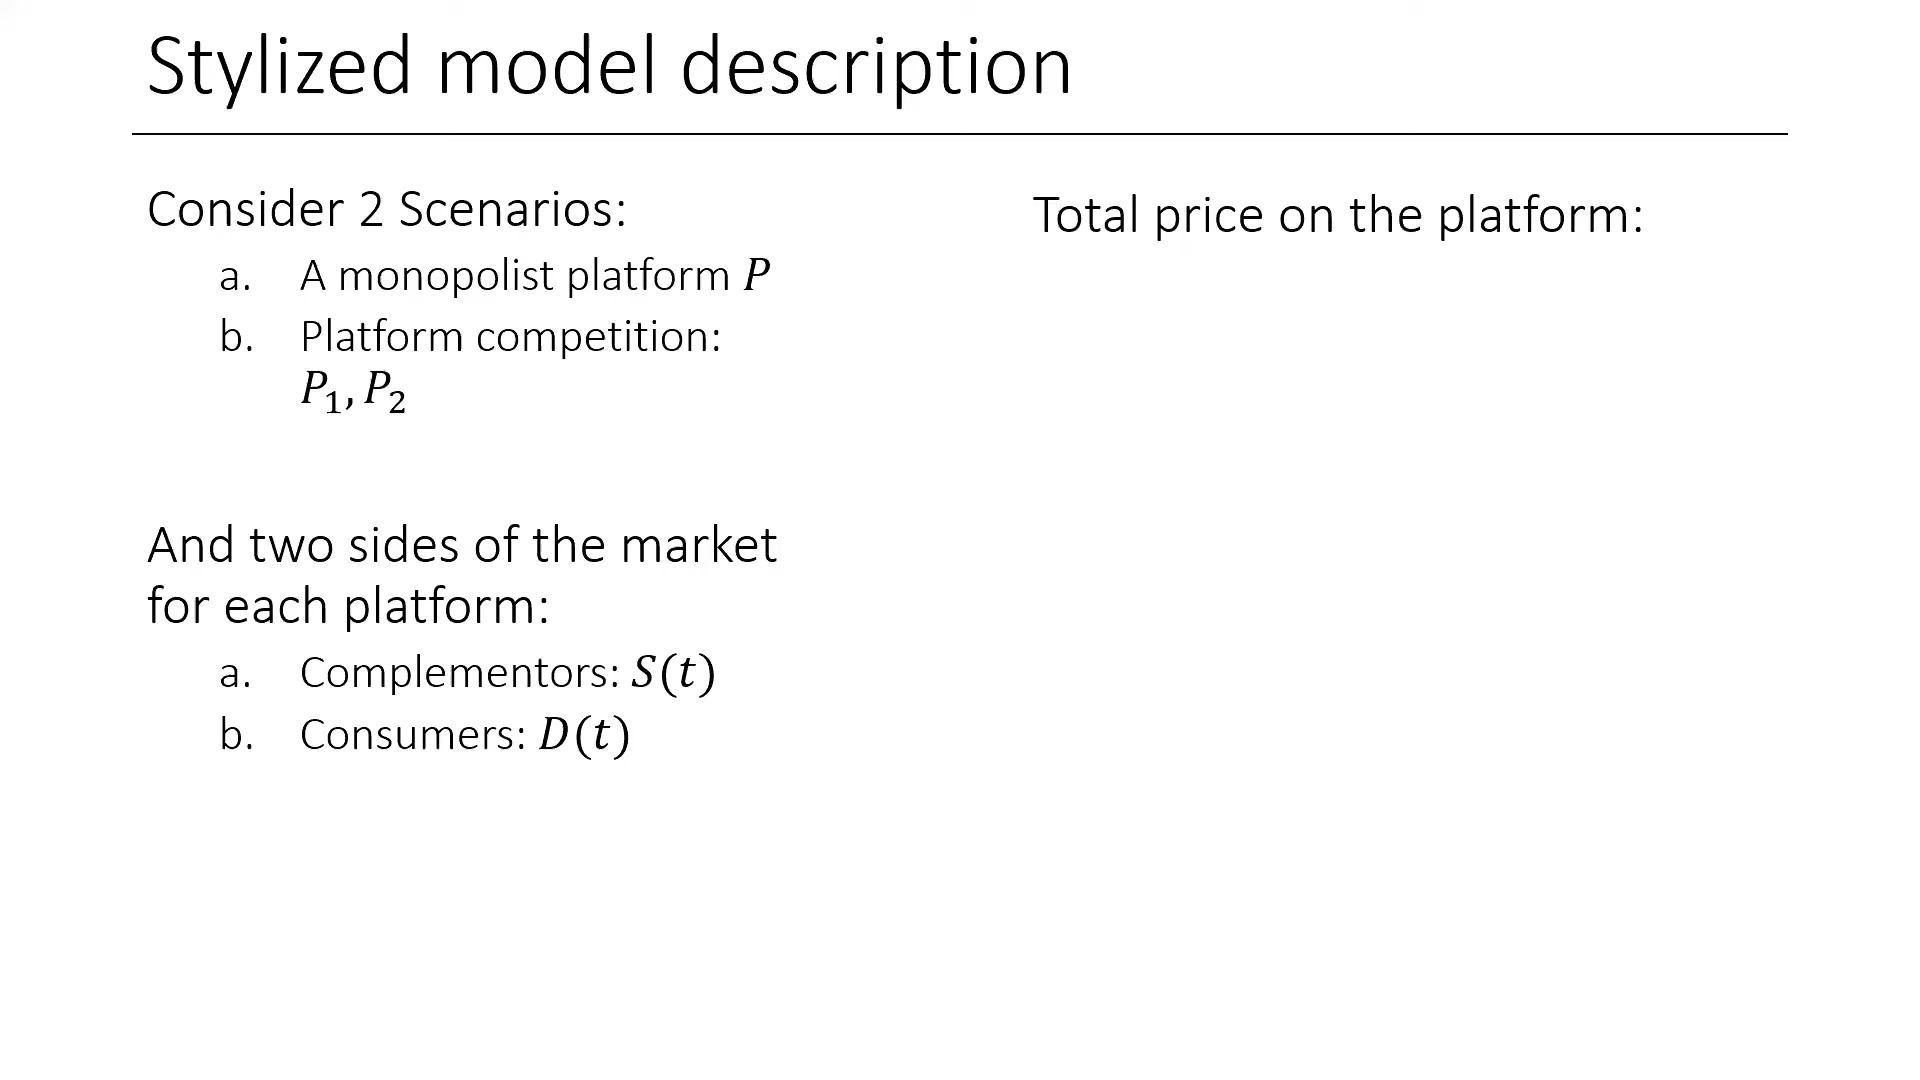 Stylized model description
Consider 2 Scenarios:
a. A monopolist platform P
b. Platform competition:
P₁, P₂
And two sides of the market
for each platform:
a. Complementors: S(t)
b. Consumers: D(t)
Total price on the platform: